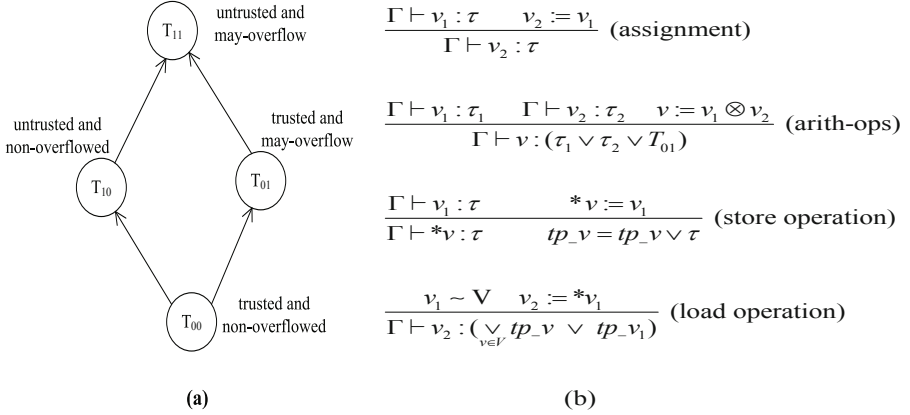 untrusted and
may-overflow
T₁₁
untrusted and
non-overflowed
trusted and
may-overflow
T₁₀
T₀₁
T₀₀
trusted and
non-overflowed
(a)
Γ ⊢ v₁ : τ    v₂ := v₁
Γ ⊢ v₂ : τ
(assignment)
Γ ⊢ v₁ : τ₁    Γ ⊢ v₂ : τ₂    v := v₁ ⊗ v₂
Γ ⊢ v : (τ₁ ∨ τ₂ ∨ T₀₁)
(arith-ops)
Γ ⊢ v₁ : τ    *v := v₁
Γ ⊢ *v : τ    tp_v = tp_v ∨ τ
(store operation)
v₁ ~ V    v₂ := *v₁
Γ ⊢ v₂ : (∨ᵥ∈V tp_v ∨ tp_v₁)
(load operation)
(b)